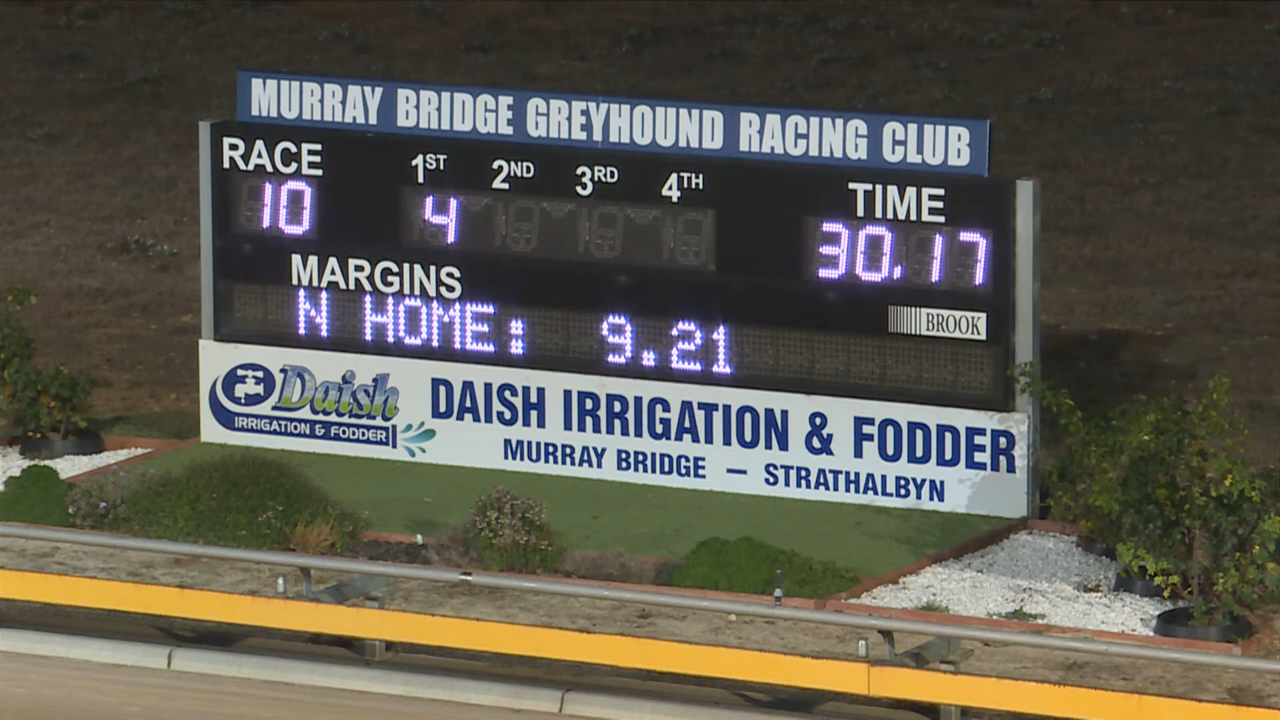 MURRAY BRIDGE GREYHOUND RACING CLUB
RACE 1ST 2ND 3RD 4TH TIME
10 4 30.17
MARGINS
N HOME: 9.21
BROOK
Daish
IRRIGATION & FODDER
DAISH IRRIGATION & FODDER
MURRAY BRIDGE – STRATHALBYN